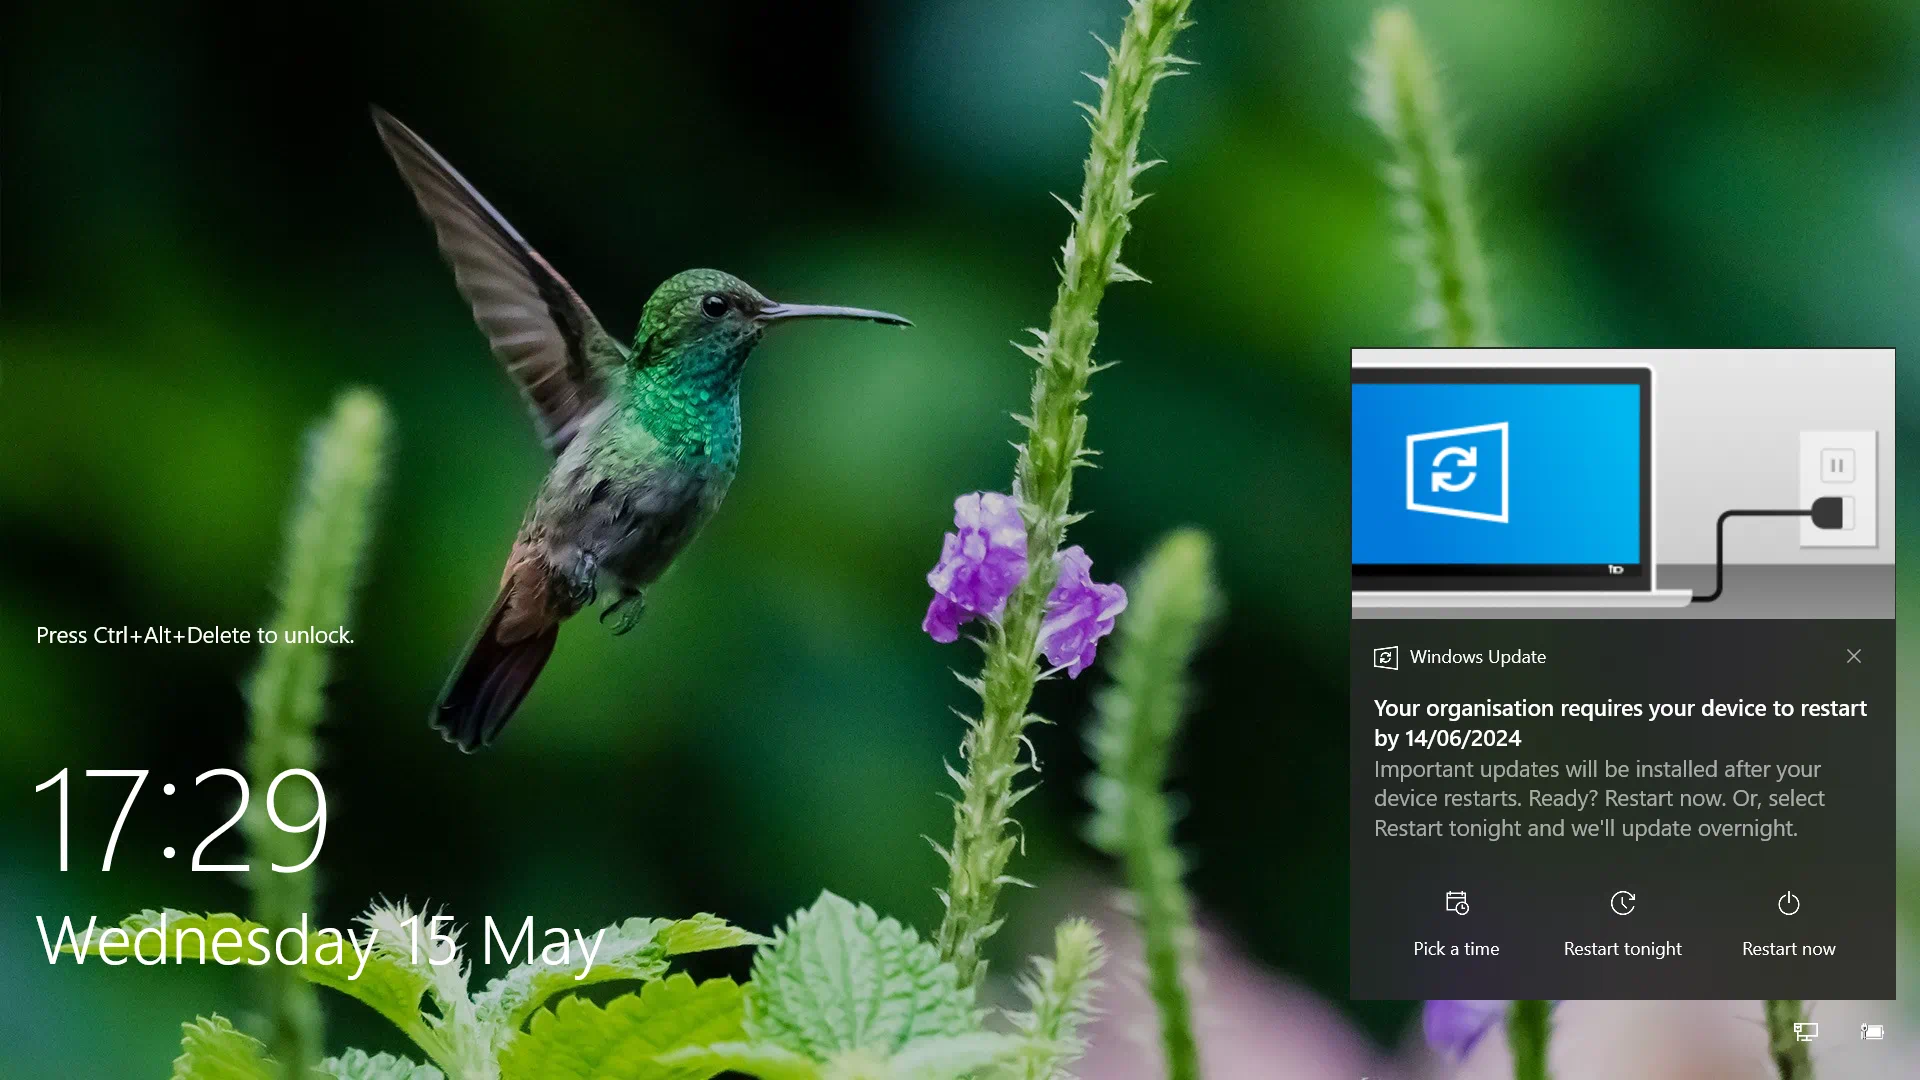 Press Ctrl+Alt+Delete to unlock.
17:29
Wednesday 15 May
Windows Update
Your organisation requires your device to restart
by 14/06/2024
Important updates will be installed after your
device restarts. Ready? Restart now. Or, select
Restart tonight and we'll update overnight.
Pick a time
Restart tonight
Restart now